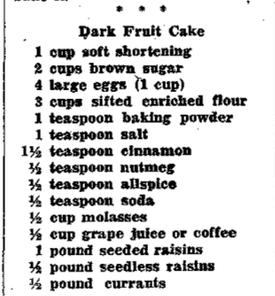 * * *
Dark Fruit Cake
1 cup soft shortening
2 cups brown sugar
4 large eggs (1 cup)
3 cups sifted enriched flour
1 teaspoon baking powder
1 teaspoon salt
1½ teaspoon cinnamon
½ teaspoon nutmeg
½ teaspoon allspice
½ teaspoon soda
½ cup molasses
½ cup grape juice or coffee
1 pound seeded raisins
½ pound seedless raisins
½ pound currants